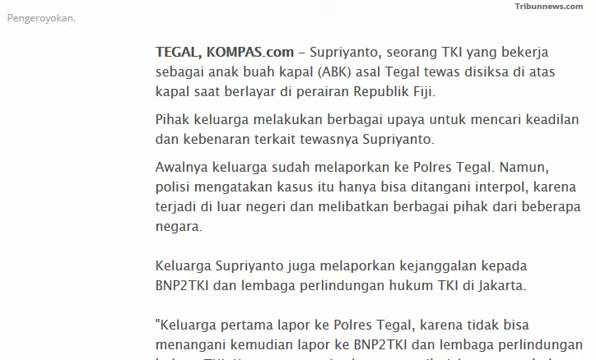 Tribunnews.com
Pengeroyokan.
TEGAL, KOMPAS.com – Supriyanto, seorang TKI yang bekerja
sebagai anak buah kapal (ABK) asal Tegal tewas disiksa di atas
kapal saat berlayar di perairan Republik Fiji.
Pihak keluarga melakukan berbagai upaya untuk mencari keadilan
dan kebenaran terkait tewasnya Supriyanto.
Awalnya keluarga sudah melaporkan ke Polres Tegal. Namun,
polisi mengatakan kasus itu hanya bisa ditangani interpol, karena
terjadi di luar negeri dan melibatkan berbagai pihak dari beberapa
negara.
Keluarga Supriyanto juga melaporkan kejanggalan kepada
BNP2TKI dan lembaga perlindungan hukum TKI di Jakarta.
"Keluarga pertama lapor ke Polres Tegal, karena tidak bisa
menangani kemudian lapor ke BNP2TKI dan lembaga perlindungan